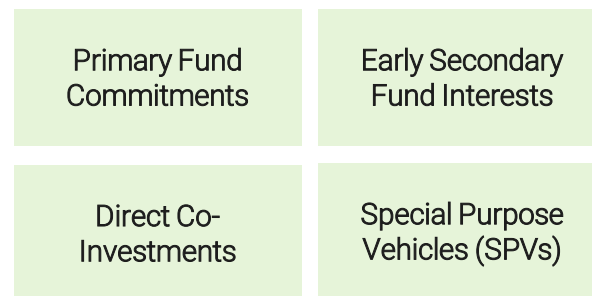 Primary Fund
Commitments
Early Secondary
Fund Interests
Direct Co-
Investments
Special Purpose
Vehicles (SPVs)